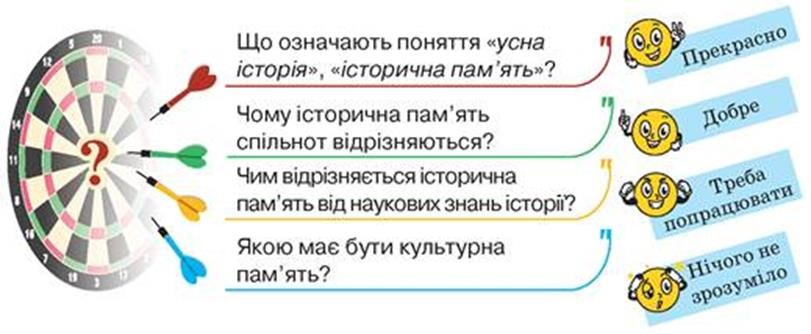 Що означають поняття «усна
історія», «історична пам’ять»?
Прекрасно
Чому історична пам’ять
спільнот відрізняються?
Добре
Чим відрізняється історична
пам’ять від наукових знань історії?
Треба
попрацювати
Якою має бути культурна
пам’ять?
Нічого не
зрозуміло
?